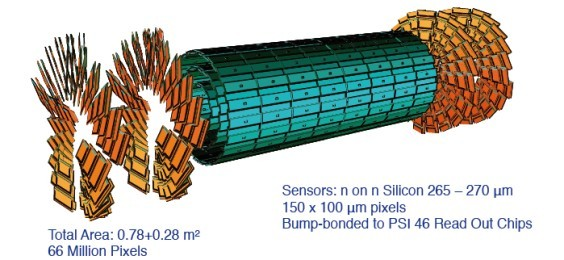 Sensors: n on n Silicon 265 – 270 µm
150 x 100 µm pixels
Bump-bonded to PSI 46 Read Out Chips
Total Area: 0.78+0.28 m²
66 Million Pixels